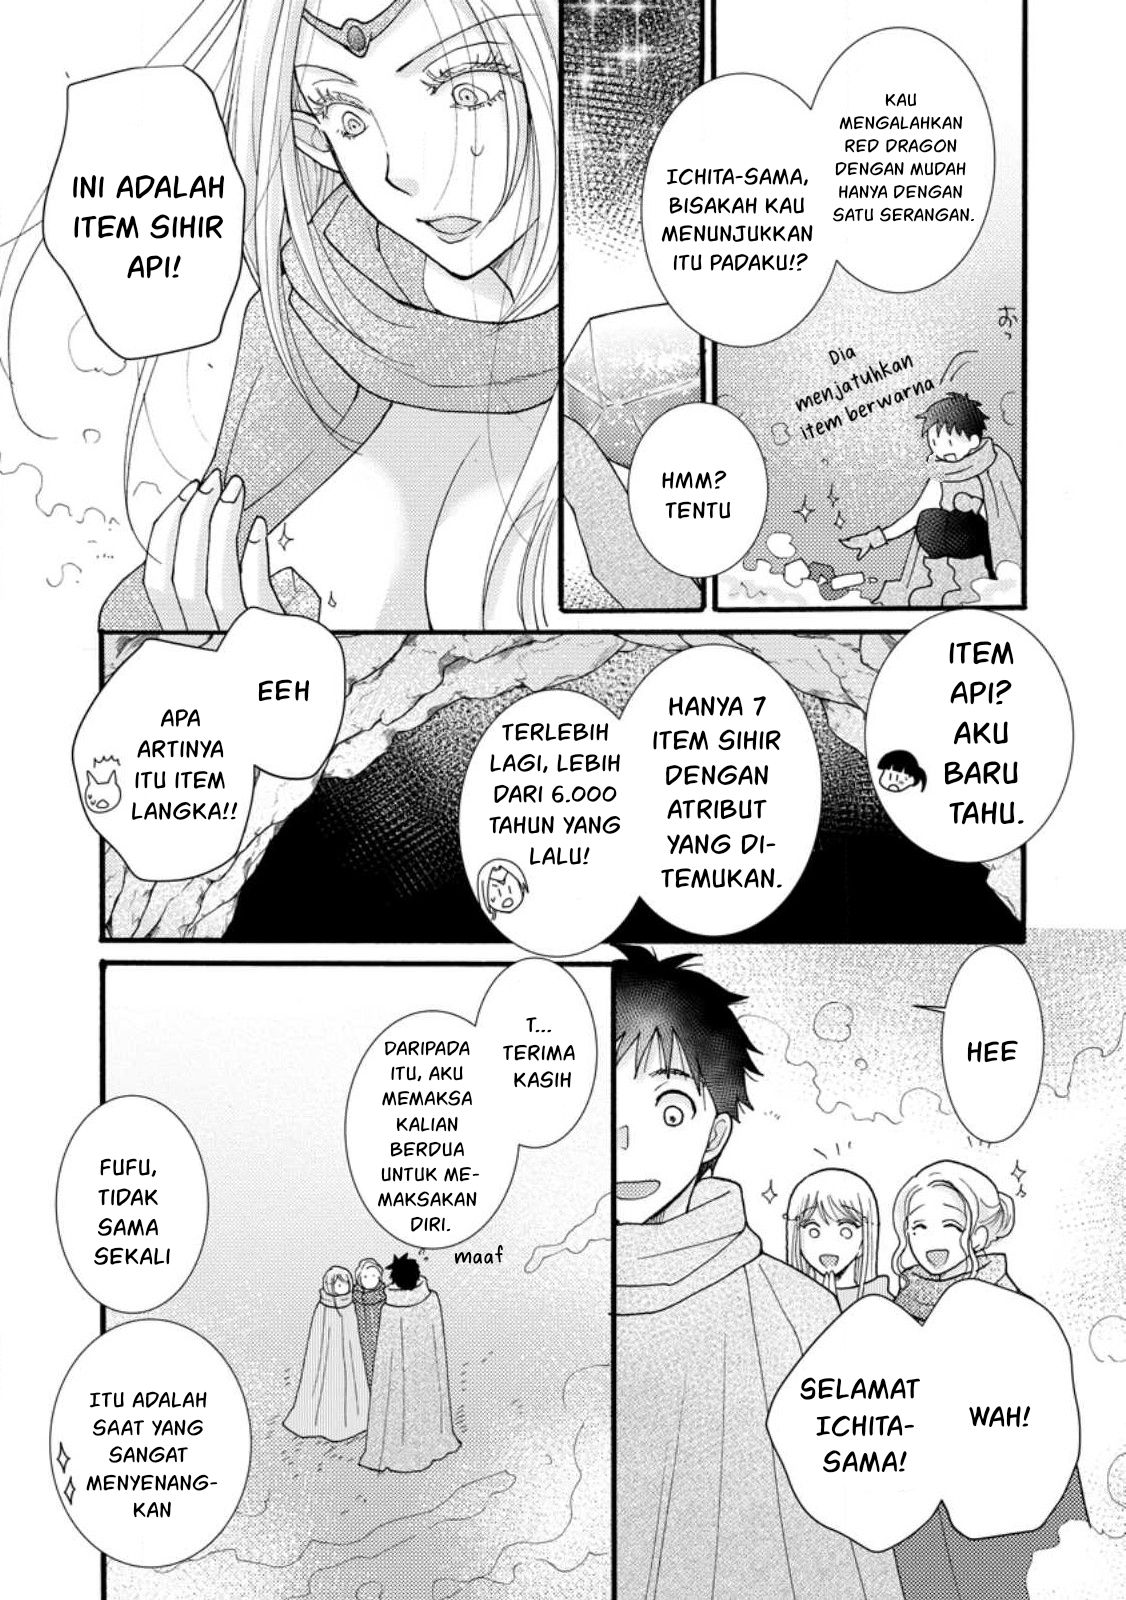 KAU
MENGALAHKAN
RED DRAGON
DENGAN MUDAH
HANYA DENGAN
SATU SERANGAN.
ICHITA-SAMA,
BISAKAH KAU
MENUNJUKKAN
ITU PADAKU!?
Dia
menjatuhkan
item berwarna
お、
HMM?
TENTU
INI ADALAH
ITEM SIHIR
API!
ITEM
API?
AKU
BARU
TAHU.
HANYA 7
ITEM SIHIR
DENGAN
ATRIBUT
YANG DI-
TEMUKAN.
TERLEBIH
LAGI, LEBIH
DARI 6.000
TAHUN YANG
LALU!
EEH
APA
ARTINYA
ITU ITEM
LANGKA!!
HEE
WAH!
SELAMAT
ICHITA-
SAMA!
T...
TERIMA
KASIH
DARIPADA
ITU, AKU
MEMAKSA
KALIAN
BERDUA
UNTUK ME-
MAKSAKAN
DIRI.
maaf
FUFU,
TIDAK
SAMA
SEKALI
ITU ADALAH
SAAT YANG
SANGAT
MENYENANG-
KAN